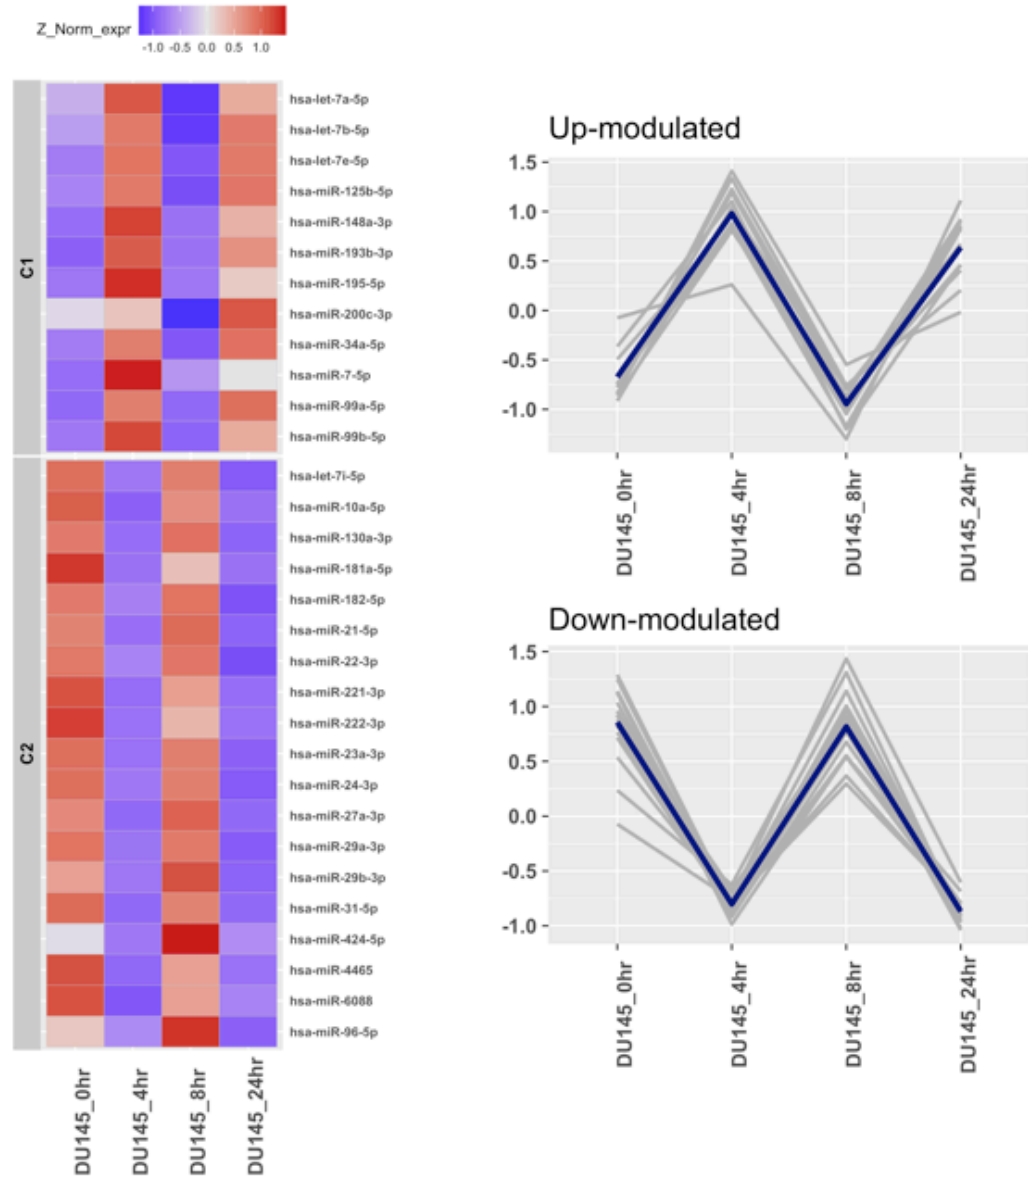 Z_Norm_expr
-1.0 -0.5 0.0 0.5 1.0
C1
hsa-let-7a-5p
hsa-let-7b-5p
hsa-let-7e-5p
hsa-miR-125b-5p
hsa-miR-148a-3p
hsa-miR-193b-3p
hsa-miR-195-5p
hsa-miR-200c-3p
hsa-miR-34a-5p
hsa-miR-7-5p
hsa-miR-99a-5p
hsa-miR-99b-5p
C2
hsa-let-7i-5p
hsa-miR-10a-5p
hsa-miR-130a-3p
hsa-miR-181a-5p
hsa-miR-182-5p
hsa-miR-21-5p
hsa-miR-22-3p
hsa-miR-221-3p
hsa-miR-222-3p
hsa-miR-23a-3p
hsa-miR-24-3p
hsa-miR-27a-3p
hsa-miR-29a-3p
hsa-miR-29b-3p
hsa-miR-31-5p
hsa-miR-424-5p
hsa-miR-4465
hsa-miR-6088
hsa-miR-96-5p
DU145_0hr
DU145_4hr
DU145_8hr
DU145_24hr
Up-modulated
1.5
1.0
0.5
0.0
-0.5
-1.0
DU145_0hr
DU145_4hr
DU145_8hr
DU145_24hr
Down-modulated
1.5
1.0
0.5
0.0
-0.5
-1.0
DU145_0hr
DU145_4hr
DU145_8hr
DU145_24hr